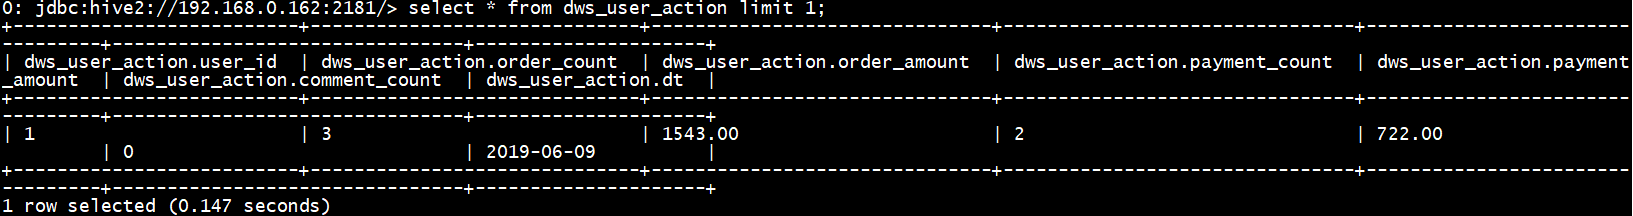 0: jdbc:hive2://192.168.0.162:2181/> select * from dws_user_action limit 1;
+----------------------------+--------------------------------+---------------------------------+----------------------------------+-------------------------
---------+---------------------------------+----------------------+
| dws_user_action.user_id  | dws_user_action.order_count  | dws_user_action.order_amount  | dws_user_action.payment_count  | dws_user_action.payment
_amount  | dws_user_action.comment_count  | dws_user_action.dt  |
+----------------------------+--------------------------------+---------------------------------+----------------------------------+-------------------------
---------+---------------------------------+----------------------+
| 1                        | 3                            | 1543.00                       | 2                              | 722.00
         | 0                              | 2019-06-09          |
+----------------------------+--------------------------------+---------------------------------+----------------------------------+-------------------------
---------+---------------------------------+----------------------+
1 row selected (0.147 seconds)